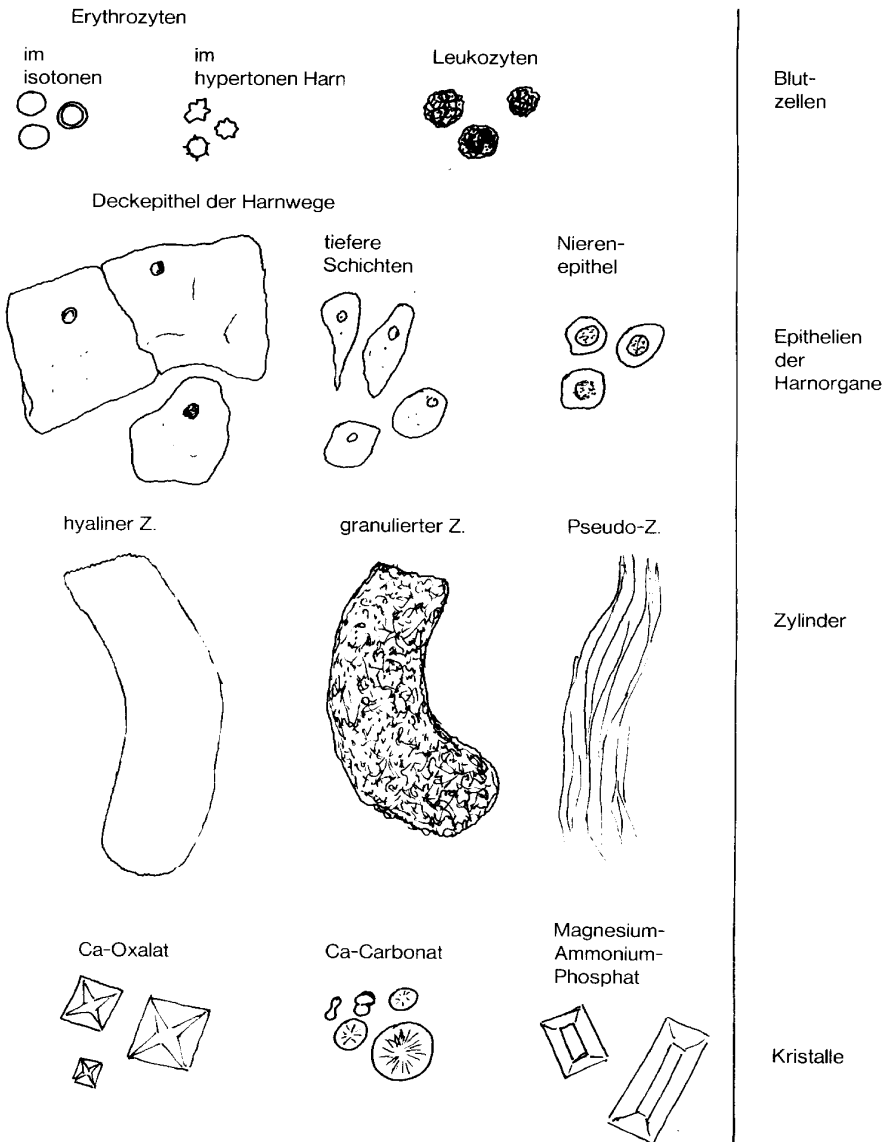 Erythrozyten
im
isotonen
im
hypertonen Harn
Leukozyten
Blut-
zellen
Deckepithel der Harnwege
tiefere
Schichten
Nieren-
epithel
Epithelien
der
Harnorgane
hyaliner Z.
granulierter Z.
Pseudo-Z.
Zylinder
Ca-Oxalat
Ca-Carbonat
Magnesium-
Ammonium-
Phosphat
Kristalle